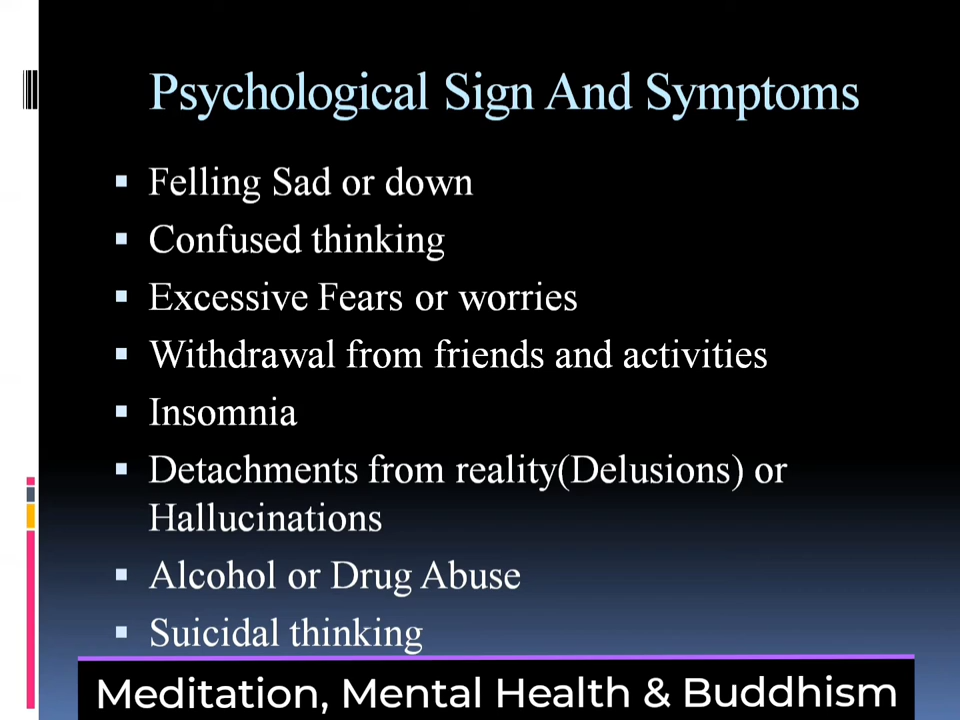 Psychological Sign And Symptoms
Felling Sad or down
Confused thinking
Excessive Fears or worries
Withdrawal from friends and activities
Insomnia
Detachments from reality(Delusions) or
Hallucinations
Alcohol or Drug Abuse
Suicidal thinking
Meditation, Mental Health & Buddhism